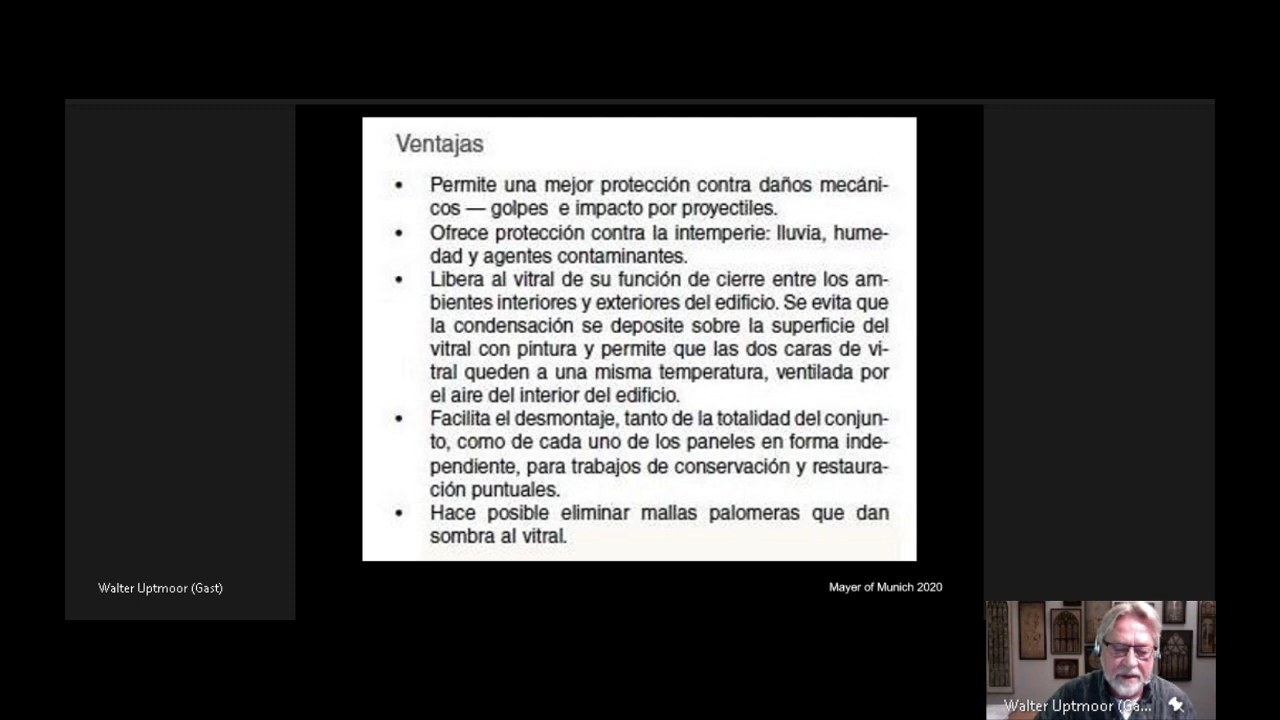 Ventajas
• Permite una mejor protección contra daños mecáni-
cos — golpes e impacto por proyectiles.
• Ofrece protección contra la intemperie: lluvia, hume-
dad y agentes contaminantes.
• Libera al vitral de su función de cierre entre los am-
bientes interiores y exteriores del edificio. Se evita que
la condensación se deposite sobre la superficie del
vitral con pintura y permite que las dos caras de vi-
tral queden a una misma temperatura, ventilada por
el aire del interior del edificio.
• Facilita el desmontaje, tanto de la totalidad del conjun-
to, como de cada uno de los paneles en forma inde-
pendiente, para trabajos de conservación y restaura-
ción puntuales.
• Hace posible eliminar mallas palomeras que dan
sombra al vitral.
Walter Uptmoor (Gast)
Mayer of Munich 2020
Walter Uptmoor (Ga...